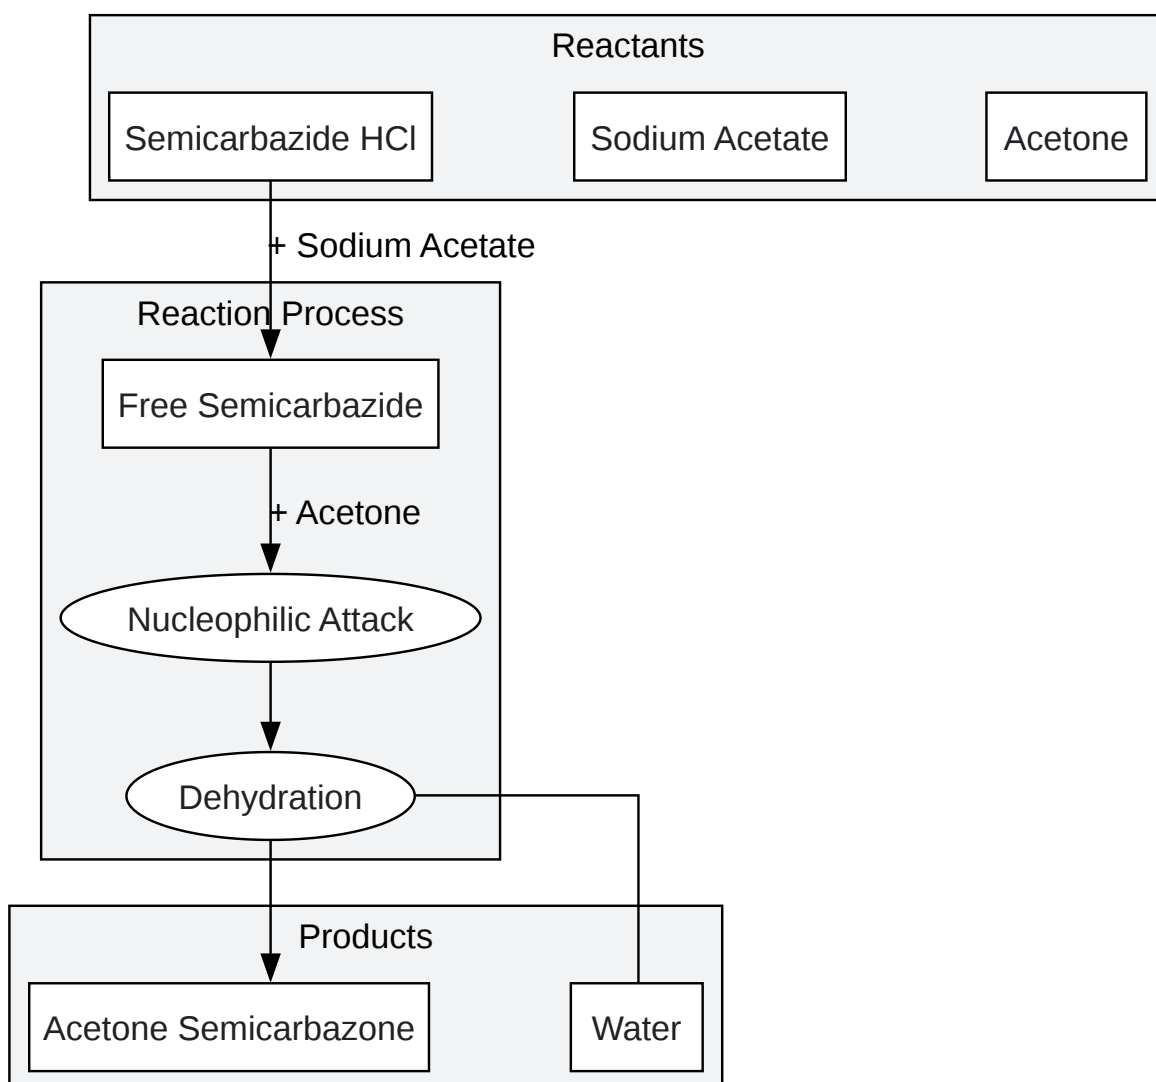 Reactants
Semicarbazide HCl
Sodium Acetate
Acetone
+ Sodium Acetate
Reaction Process
Free Semicarbazide
+ Acetone
Nucleophilic Attack
Dehydration
Products
Acetone Semicarbazone
Water